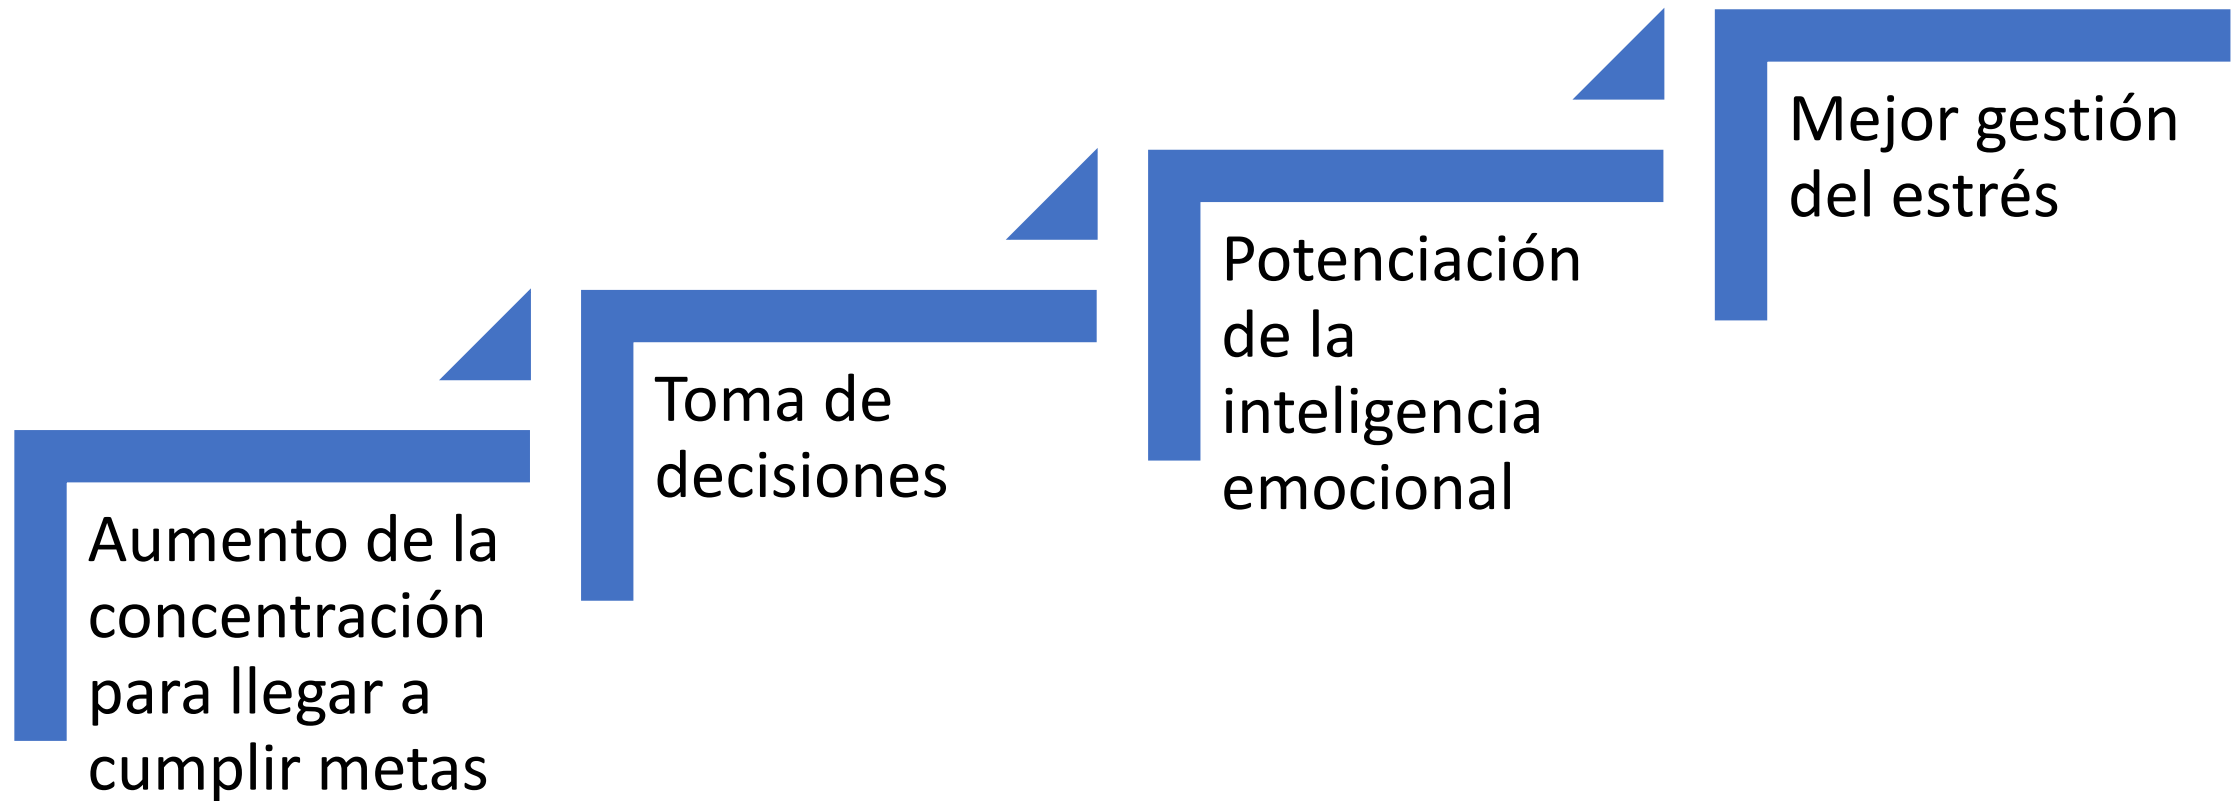 Aumento de la
concentración
para llegar a
cumplir metas
Toma de
decisiones
Potenciación
de la
inteligencia
emocional
Mejor gestión
del estrés